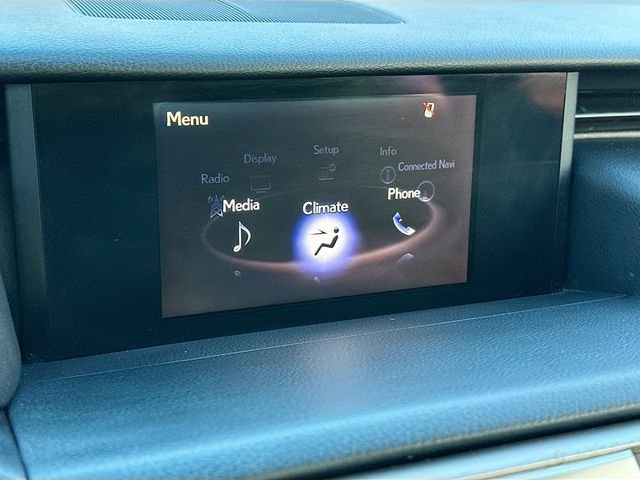 Menu
Setup
Display
Info
Connected Navi
Radio
Phone
Media
Climate